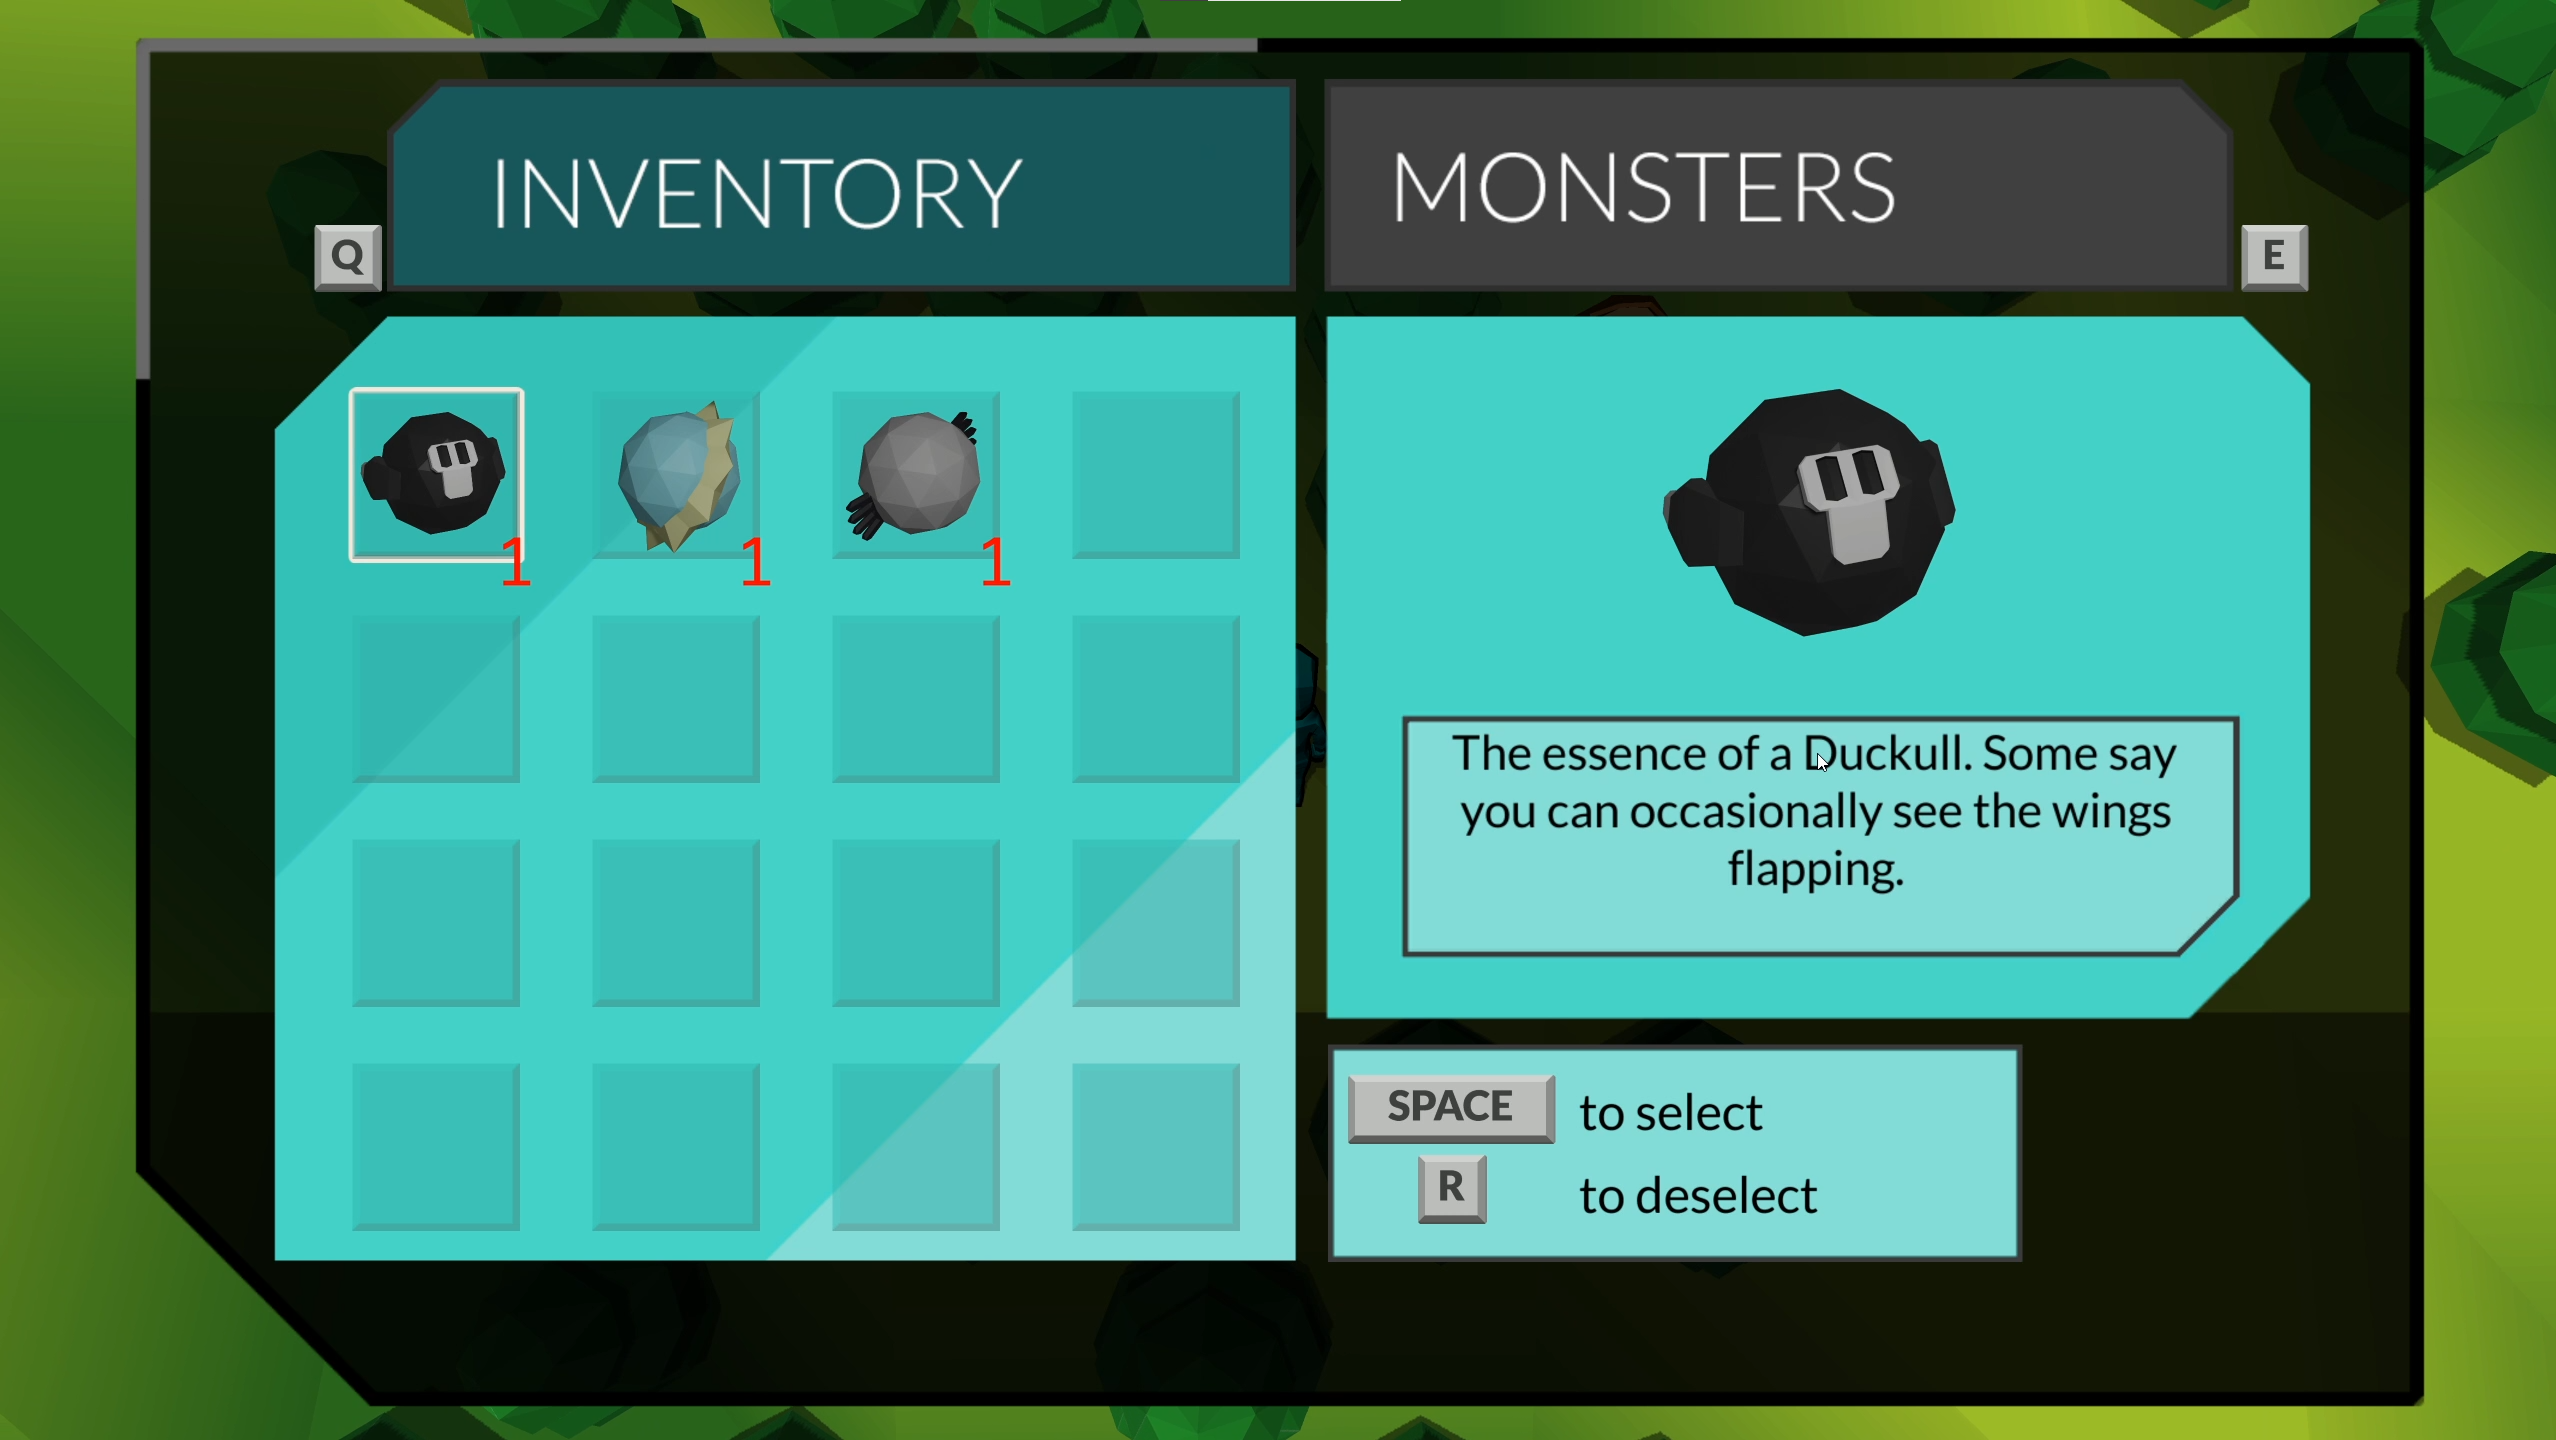 INVENTORY
MONSTERS
Q
E
1
1
1
The essence of a Duckull. Some say
you can occasionally see the wings
flapping.
SPACE to select
R to deselect